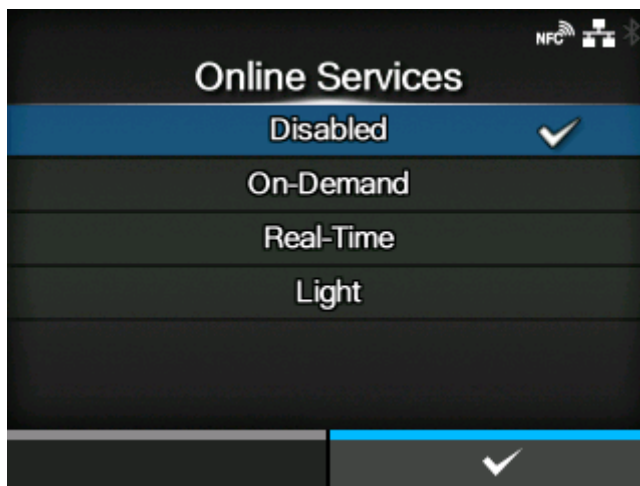 NFC
Online Services
Disabled
On-Demand
Real-Time
Light